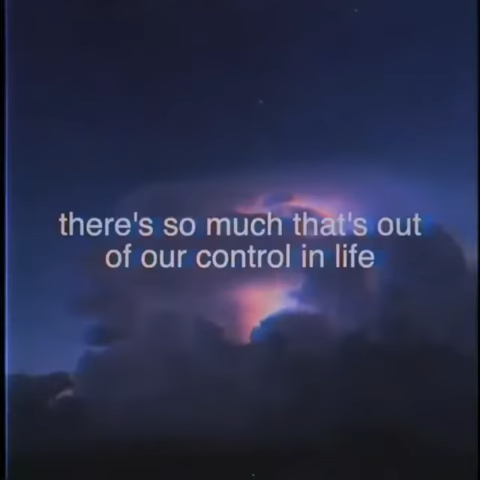 there's so much that's out
of our control in life